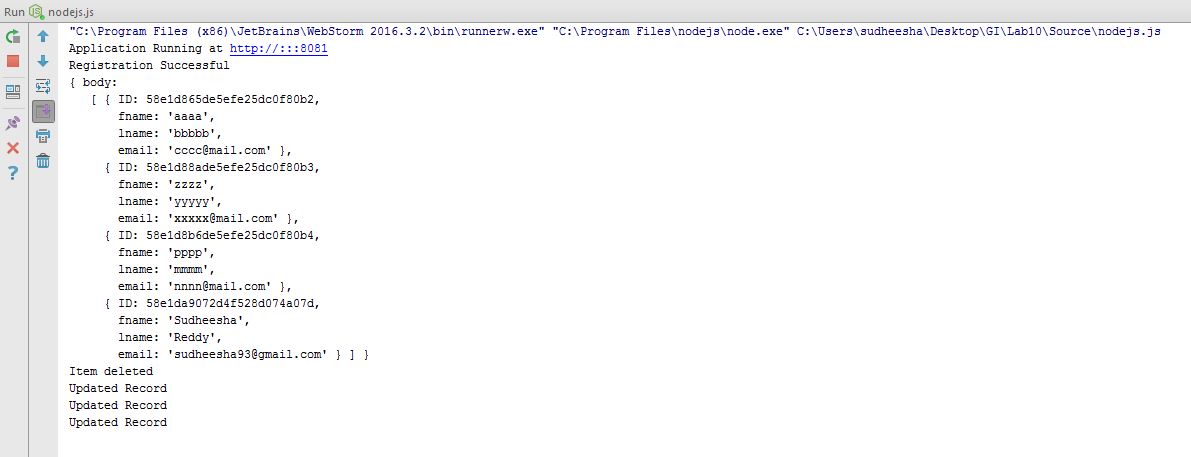 Run nodejs.js
"C:\Program Files (x86)\JetBrains\WebStorm 2016.3.2\bin\runnerw.exe" "C:\Program Files\nodejs\node.exe" C:\Users\sudheesha\Desktop\GI\Lab10\Source\nodejs.js
Application Running at http://:::8081
Registration Successful
{ body:
   [ { ID: 58e1d865de5efe25dc0f80b2,
       fname: 'aaaa',
       lname: 'bbbbb',
       email: 'cccc@mail.com' },
     { ID: 58e1d88ade5efe25dc0f80b3,
       fname: 'zzzz',
       lname: 'yyyyy',
       email: 'xxxxx@mail.com' },
     { ID: 58e1d8b6de5efe25dc0f80b4,
       fname: 'pppp',
       lname: 'mmmm',
       email: 'nnnn@mail.com' },
     { ID: 58e1da9072d4f528d074a07d,
       fname: 'Sudheesha',
       lname: 'Reddy',
       email: 'sudheesha93@gmail.com' } ] }
Item deleted
Updated Record
Updated Record
Updated Record